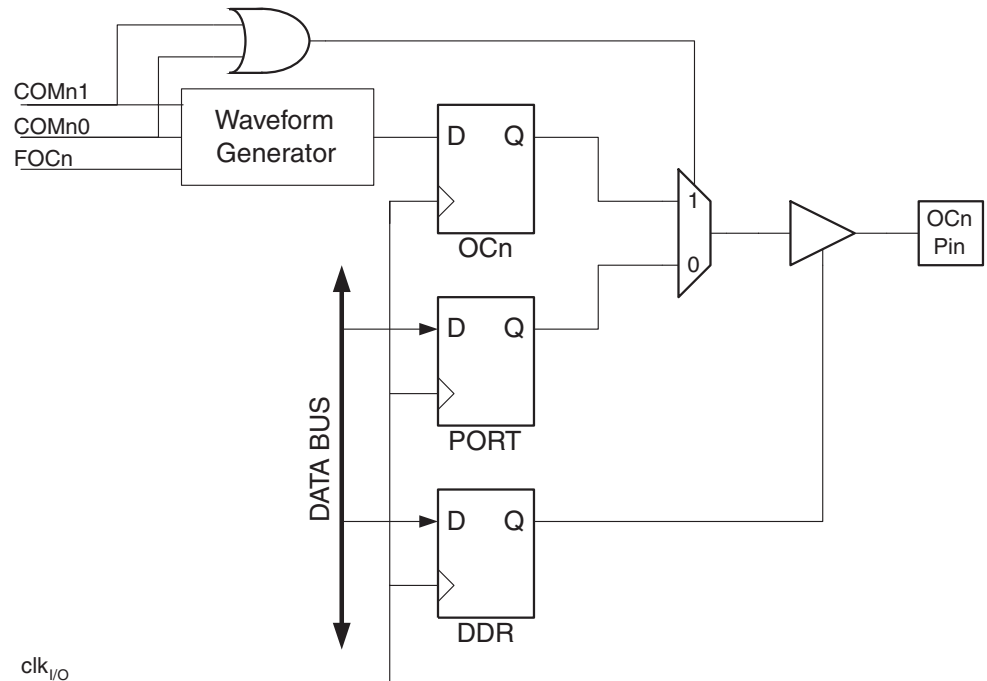 COMn1
COMn0
FOCn
Waveform
Generator
D Q
OCn
1
0
OCn
Pin
D Q
PORT
DATA BUS
D Q
DDR
clkI/O